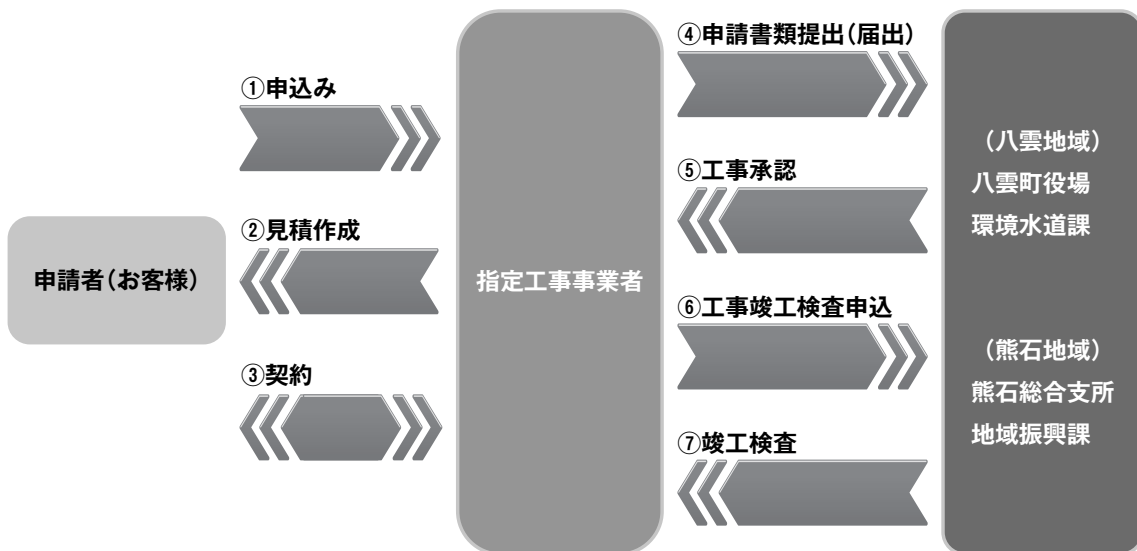 申請者（お客様）
①申込み
②見積作成
③契約
指定工事事業者
④申請書類提出（届出）
⑤工事承認
⑥工事竣工検査申込
⑦竣工検査
（八雲地域）
八雲町役場
環境水道課
（熊石地域）
熊石総合支所
地域振興課